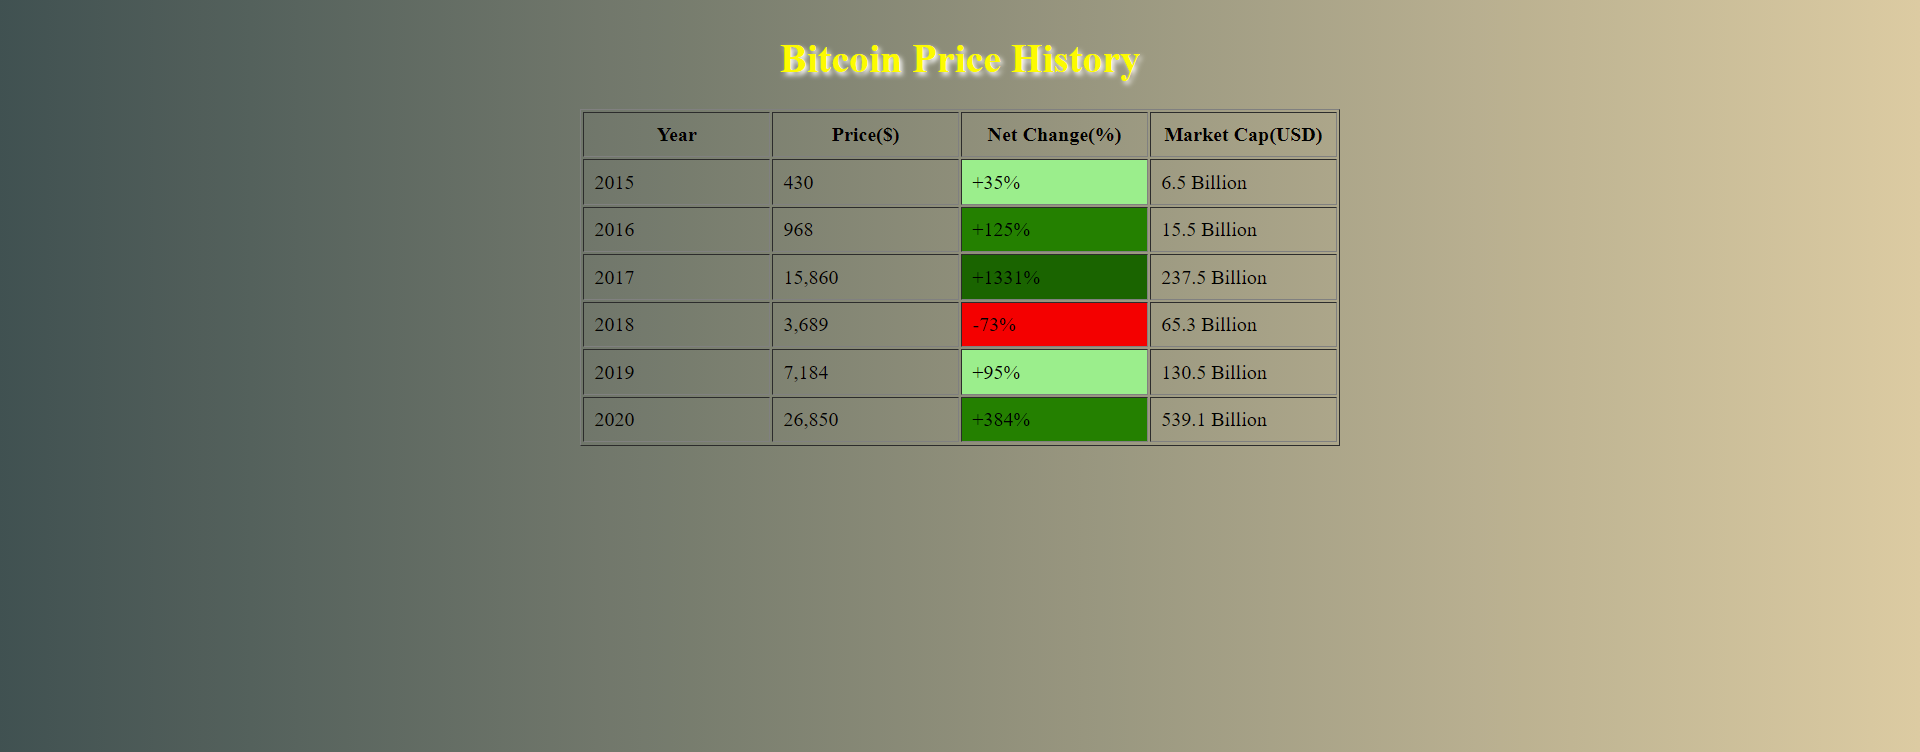 Bitcoin Price History
Year Price($) Net Change(%) Market Cap(USD)
2015 430 +35% 6.5 Billion
2016 968 +125% 15.5 Billion
2017 15,860 +1331% 237.5 Billion
2018 3,689 -73% 65.3 Billion
2019 7,184 +95% 130.5 Billion
2020 26,850 +384% 539.1 Billion